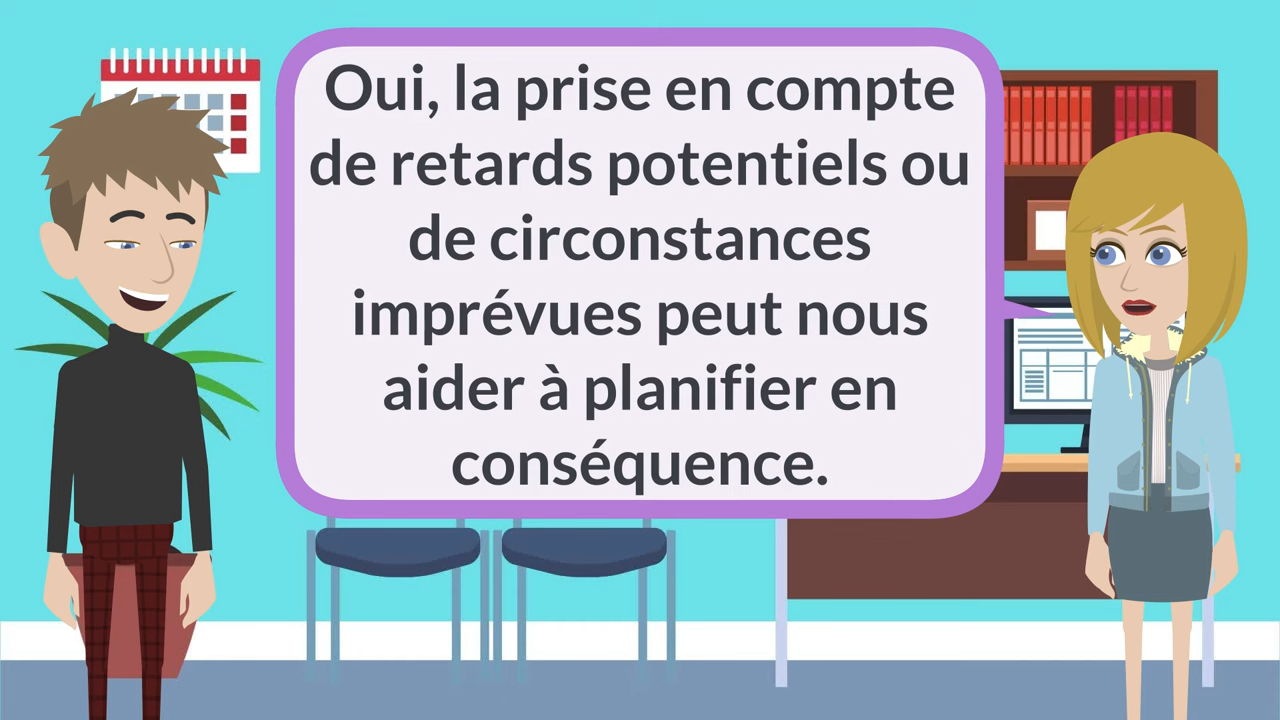 Oui, la prise en compte
de retards potentiels ou
de circonstances
imprévues peut nous
aider à planifier en
conséquence.